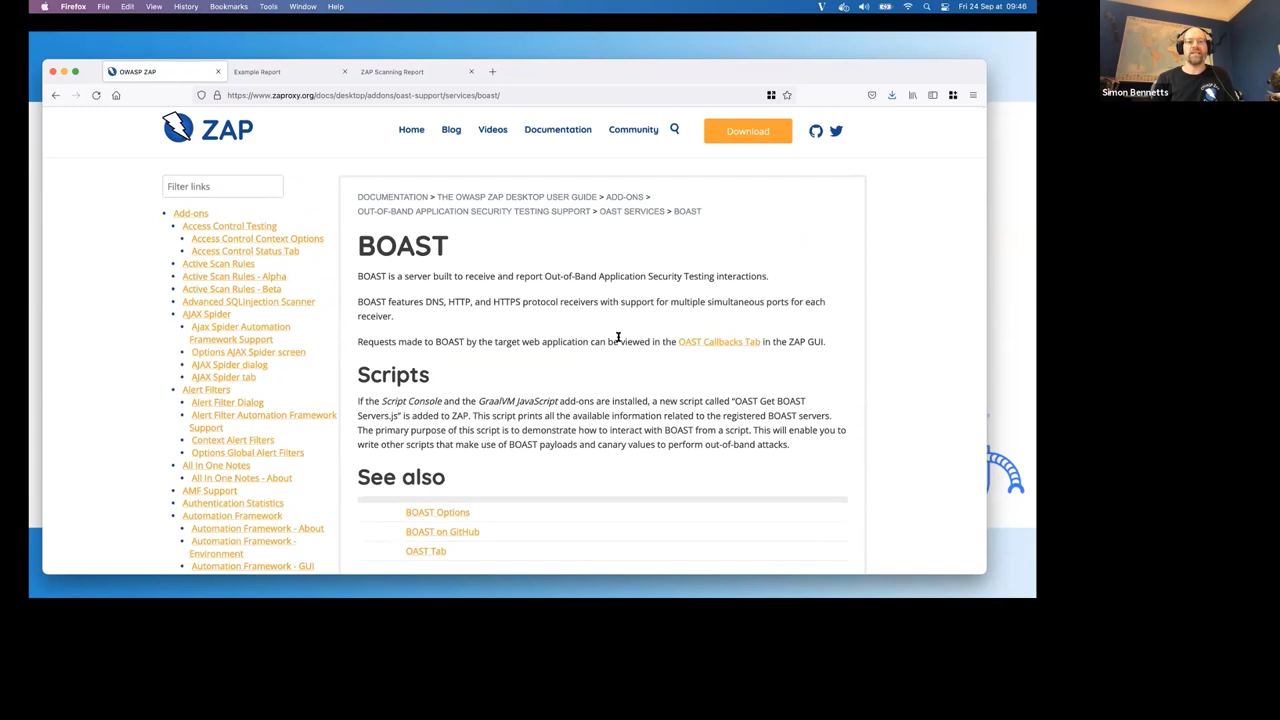 Firefox File Edit View History Bookmarks Tools Window Help
Fri 24 Sep at 09:46
Simon Bennetts
OWASP ZAP
Example Report
ZAP Scanning Report
https://www.zaproxy.org/docs/desktop/addons/oast-support/services/boast/
ZAP
Home Blog Videos Documentation Community Download
Filter links
Add-ons
Access Control Testing
Access Control Context Options
Access Control Status Tab
Active Scan Rules
Active Scan Rules - Alpha
Active Scan Rules - Beta
Advanced SQLInjection Scanner
AJAX Spider
Ajax Spider Automation
Framework Support
Options AJAX Spider screen
AJAX Spider dialog
AJAX Spider tab
Alert Filters
Alert Filter Dialog
Alert Filter Automation Framework
Support
Context Alert Filters
Options Global Alert Filters
All In One Notes
All In One Notes - About
AMF Support
Authentication Statistics
Automation Framework
Automation Framework - About
Automation Framework -
Environment
Automation Framework - GUI
DOCUMENTATION > THE OWASP ZAP DESKTOP USER GUIDE > ADD-ONS >
OUT-OF-BAND APPLICATION SECURITY TESTING SUPPORT > OAST SERVICES > BOAST
BOAST
BOAST is a server built to receive and report Out-of-Band Application Security Testing interactions.
BOAST features DNS, HTTP, and HTTPS protocol receivers with support for multiple simultaneous ports for each
receiver.
Requests made to BOAST by the target web application can be viewed in the OAST Callbacks Tab in the ZAP GUI.
Scripts
If the Script Console and the GraalVM JavaScript add-ons are installed, a new script called “OAST Get BOAST
Servers.js” is added to ZAP. This script prints all the available information related to the registered BOAST servers.
The primary purpose of this script is to demonstrate how to interact with BOAST from a script. This will enable you to
write other scripts that make use of BOAST payloads and canary values to perform out-of-band attacks.
See also
BOAST Options
BOAST on GitHub
OAST Tab